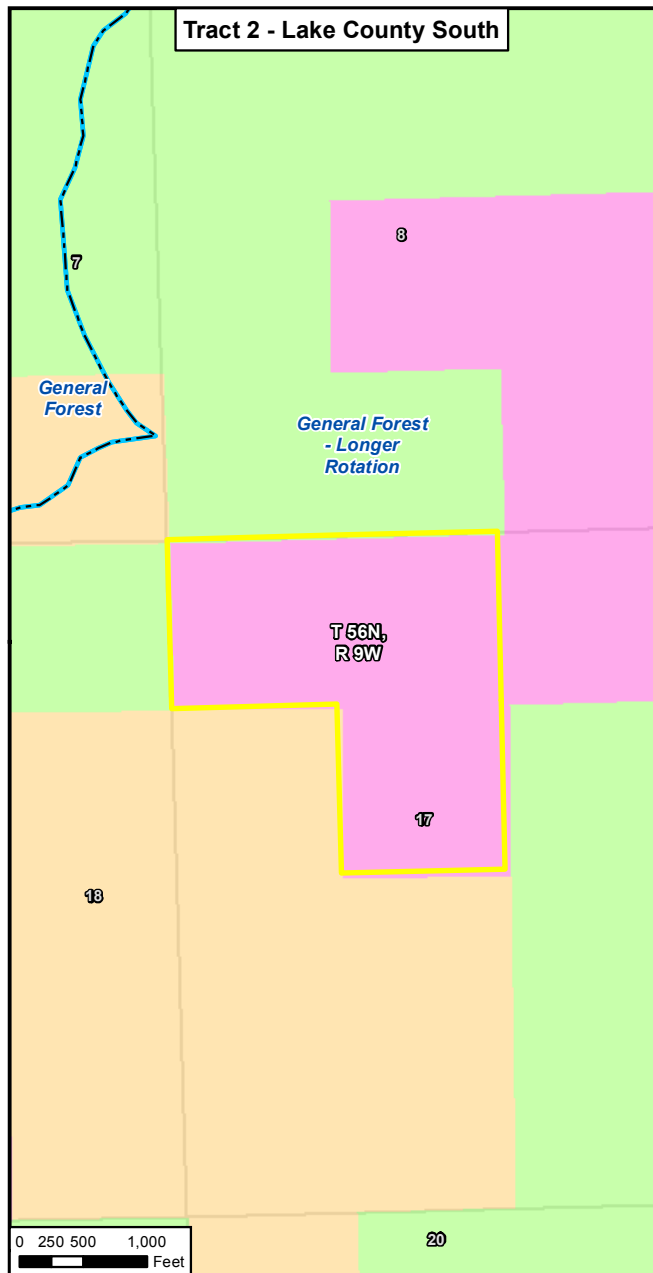 Tract 2 - Lake County South
8
7
General
Forest
General Forest
- Longer
Rotation
T 56N,
R 9W
17
18
20
0 250 500 1,000
Feet